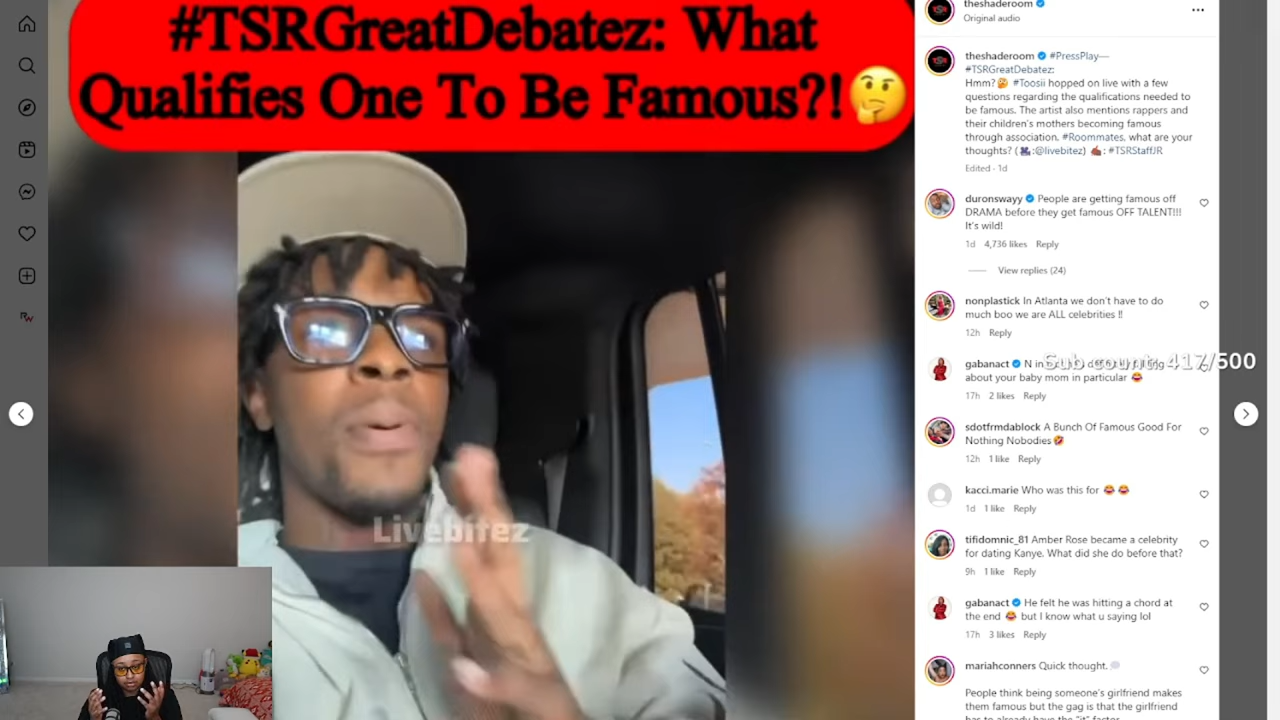 #TSRGreatDebatez: What
Qualifies One To Be Famous?!🤔
Livebitez
theshaderoom
Original audio
theshaderoom #PressPlay—
#TSRGreatDebatez:
Hmm?🤔 #Toosii hopped on live with a few
questions regarding the qualifications needed to
be famous. The artist also mentions rappers and
their children's mothers becoming famous
through association. #Roommates, what are your
thoughts? (🎥:@livebitez) ✍🏾: #TSRStaffJR
Edited · 1d
duronswayy People are getting famous off
DRAMA before they get famous OFF TALENT!!!
It's wild!
1d 4,736 likes Reply
View replies (24)
nonplastick In Atlanta we don't have to do
much boo we are ALL celebrities ‼
12h Reply
Sub count: 417/500
gabanact N in
about your baby mom in particular 😂
17h 2 likes Reply
sdotfrmdablock A Bunch Of Famous Good For
Nothing Nobodies🤣
12h 1 like Reply
kacci.marie Who was this for 😂😂
1d 1 like Reply
tifidomnic_81 Amber Rose became a celebrity
for dating Kanye. What did she do before that?
9h 1 like Reply
gabanact He felt he was hitting a chord at
the end 😂 but I know what u saying lol
17h 3 likes Reply
mariahconners Quick thought.💭
People think being someone's girlfriend makes
them famous but the gag is that the girlfriend
has to already have the "it" factor